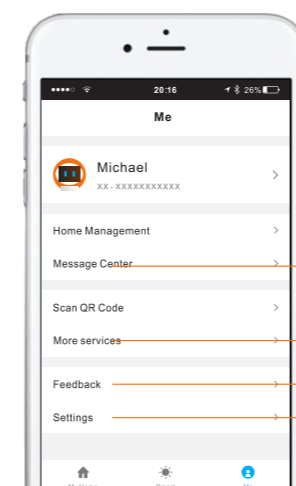 20:16
26%
Me
Michael
xx-xxxxxxxxxxx
Home Management
Message Center
Scan QR Code
More services
Feedback
Settings